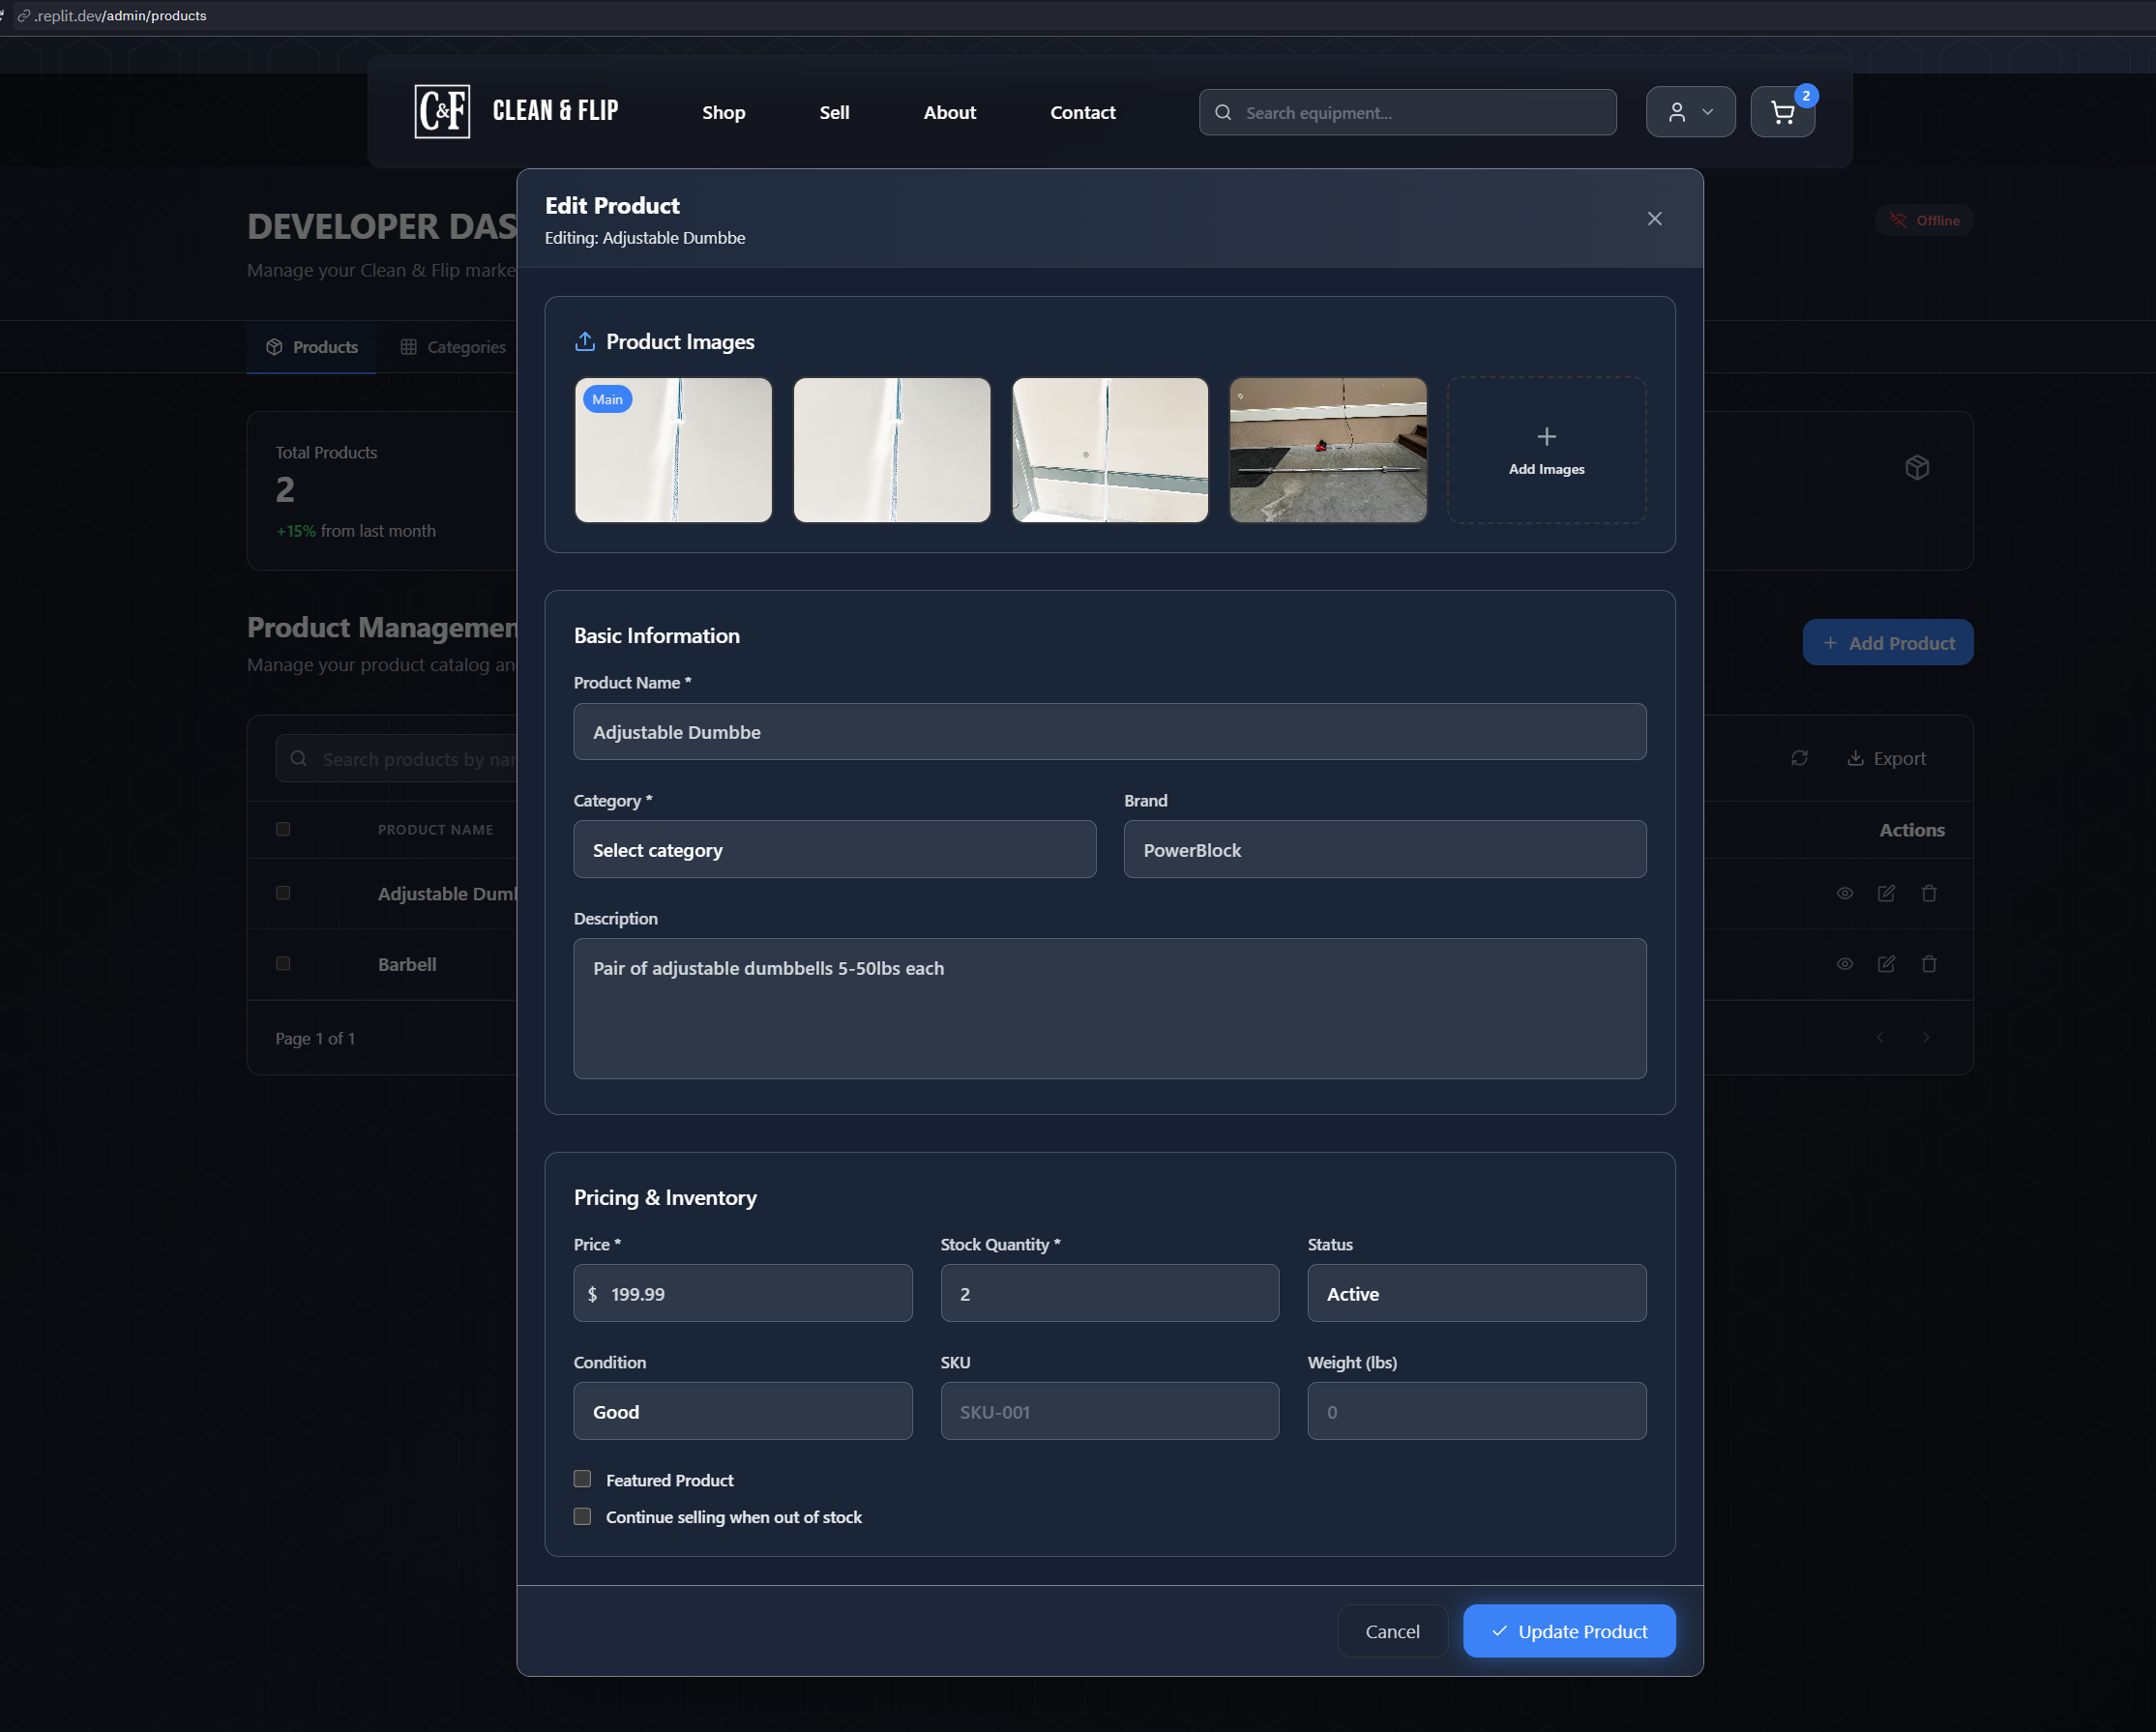 .replit.dev/admin/products
C&F
CLEAN & FLIP
Shop
Sell
About
Contact
Search equipment...
2
DEVELOPER DAS
Manage your Clean & Flip marke
Offline
Edit Product
Editing: Adjustable Dumbbe
Products
Categories
Product Images
Main
Add Images
Total Products
2
+15% from last month
Product Managemen
Manage your product catalog an
Add Product
Basic Information
Product Name *
Adjustable Dumbbe
Search products by nar
Export
Category *
Brand
Select category
PowerBlock
PRODUCT NAME
Actions
Adjustable Duml
Barbell
Description
Pair of adjustable dumbbells 5-50lbs each
Page 1 of 1
Pricing & Inventory
Price *
Stock Quantity *
Status
$ 199.99
2
Active
Condition
SKU
Weight (lbs)
Good
SKU-001
0
Featured Product
Continue selling when out of stock
Cancel
Update Product